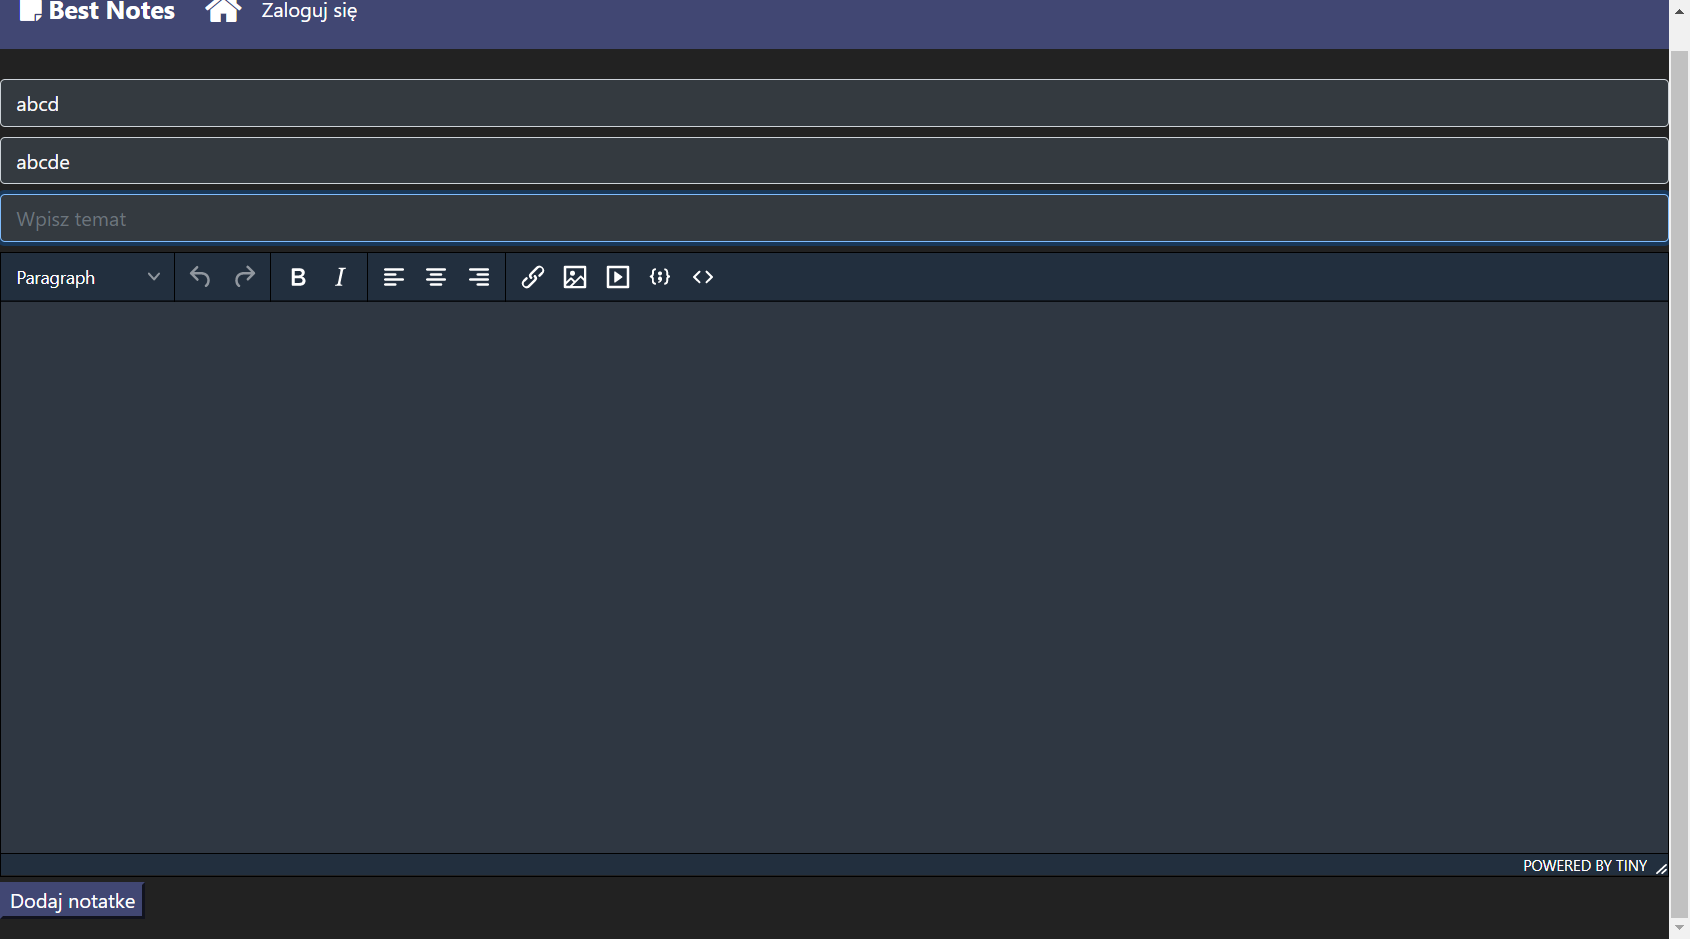 Best Notes Zaloguj się
abcd
abcde
Wpisz temat
Paragraph B I
POWERED BY TINY
Dodaj notatke